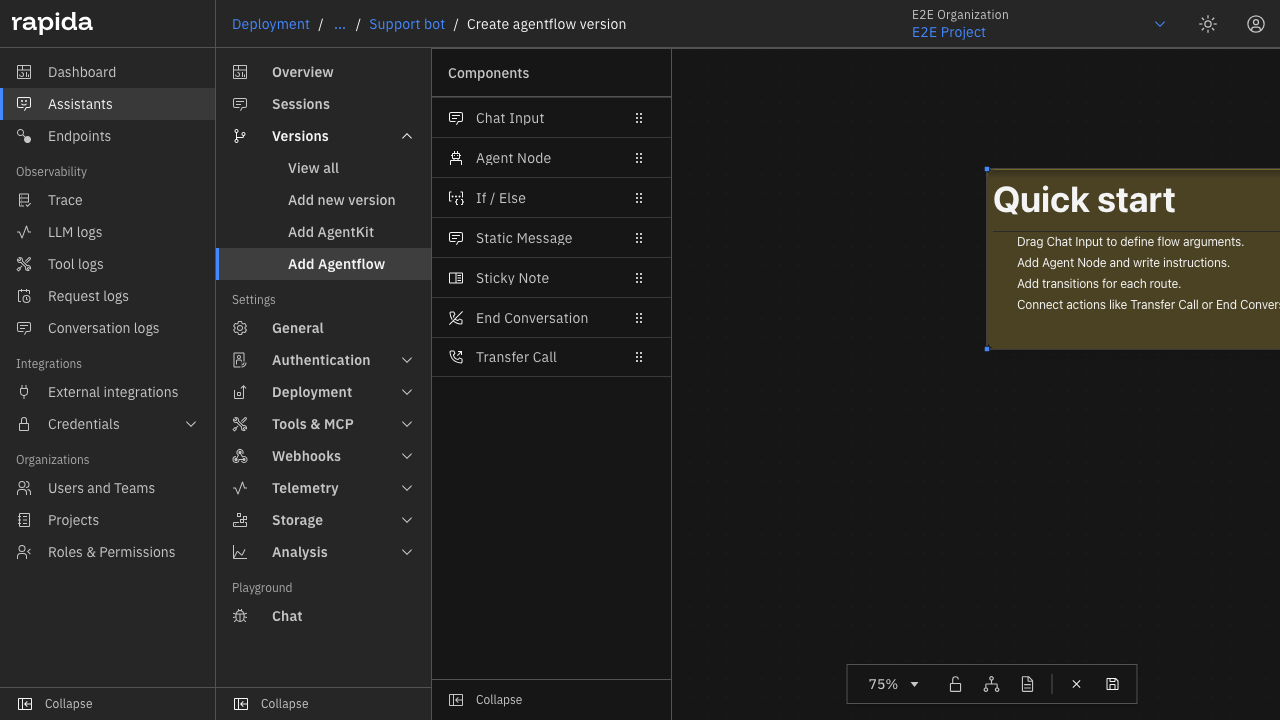 rapida
Deployment / ... / Support bot / Create agentflow version
E2E Organization
E2E Project
Dashboard
Assistants
Endpoints
Observability
Trace
LLM logs
Tool logs
Request logs
Conversation logs
Integrations
External integrations
Credentials
Organizations
Users and Teams
Projects
Roles & Permissions
Collapse
Overview
Sessions
Versions
View all
Add new version
Add AgentKit
Add Agentflow
Settings
General
Authentication
Deployment
Tools & MCP
Webhooks
Telemetry
Storage
Analysis
Playground
Chat
Collapse
Components
Chat Input
Agent Node
If / Else
Static Message
Sticky Note
End Conversation
Transfer Call
Collapse
Quick start
Drag Chat Input to define flow arguments.
Add Agent Node and write instructions.
Add transitions for each route.
Connect actions like Transfer Call or End
75%